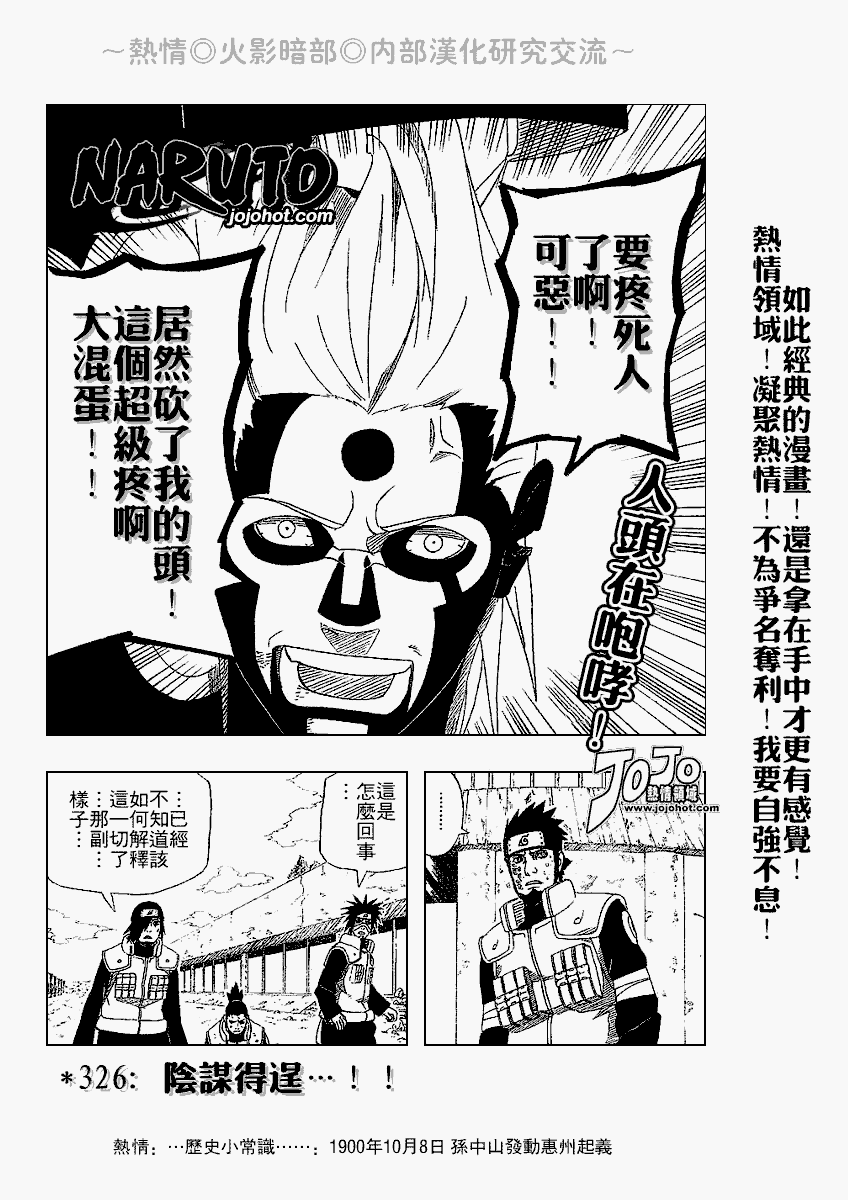 ~熱情◎火影暗部◎内部漢化研究交流~
NARUTO
jojohot.com
要疼死人
了啊！
可惡！！
居然砍了我的頭！
這個超級疼啊
大混蛋！！
人頭在咆哮！
如此經典的漫畫！還是拿在手中才更有感覺！
熱情領域！凝聚熱情！不為爭名奪利！我要自強不息！
JOJO
熱情領域
www.jojohot.com
………
這是
怎麼回事
…
…已經
不知道該
如何解釋
這一切了
…那副
樣子…
*326: 陰謀得逞…！！
熱情：…歷史小常識……：1900年10月8日 孫中山發動惠州起義